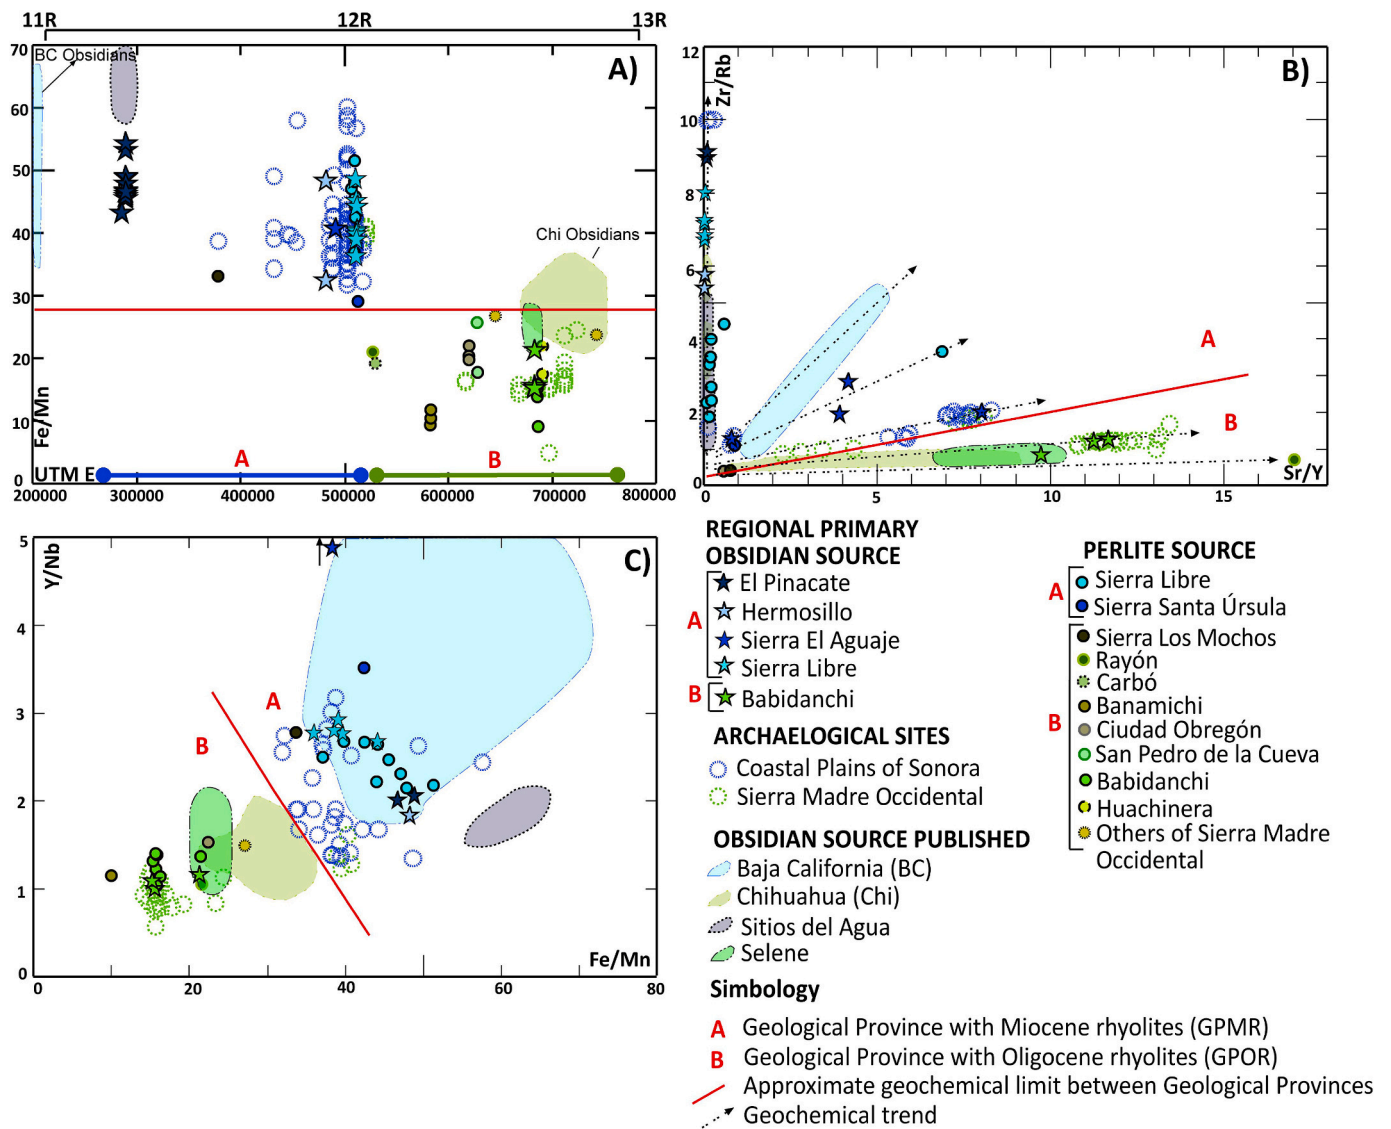 11R
12R
13R
70
60
50
40
30
20
10
0
Fe/Mn
BC Obsidians
A)
Chi Obsidians
UTM E
A
B
200000
300000
400000
500000
600000
700000
800000
12
10
8
6
4
2
0
Zr/Rb
B)
A
B
0
5
10
15
Sr/Y
5
4
3
2
1
0
Y/Nb
C)
A
B
Fe/Mn
0
20
40
60
80
REGIONAL PRIMARY
OBSIDIAN SOURCE
A
El Pinacate
Hermosillo
Sierra El Aguaje
Sierra Libre
B
Babidanchi
ARCHAELOGICAL SITES
Coastal Plains of Sonora
Sierra Madre Occidental
OBSIDIAN SOURCE PUBLISHED
Baja California (BC)
Chihuahua (Chi)
Sitios del Agua
Selene
PERLITE SOURCE
A
Sierra Libre
Sierra Santa Úrsula
B
Sierra Los Mochos
Rayón
Carbó
Banamichi
Ciudad Obregón
San Pedro de la Cueva
Babidanchi
Huachinera
Others of Sierra Madre
Occidental
Simbology
A Geological Province with Miocene rhyolites (GPMR)
B Geological Province with Oligocene rhyolites (GPOR)
Approximate geochemical limit between Geological Provinces
Geochemical trend